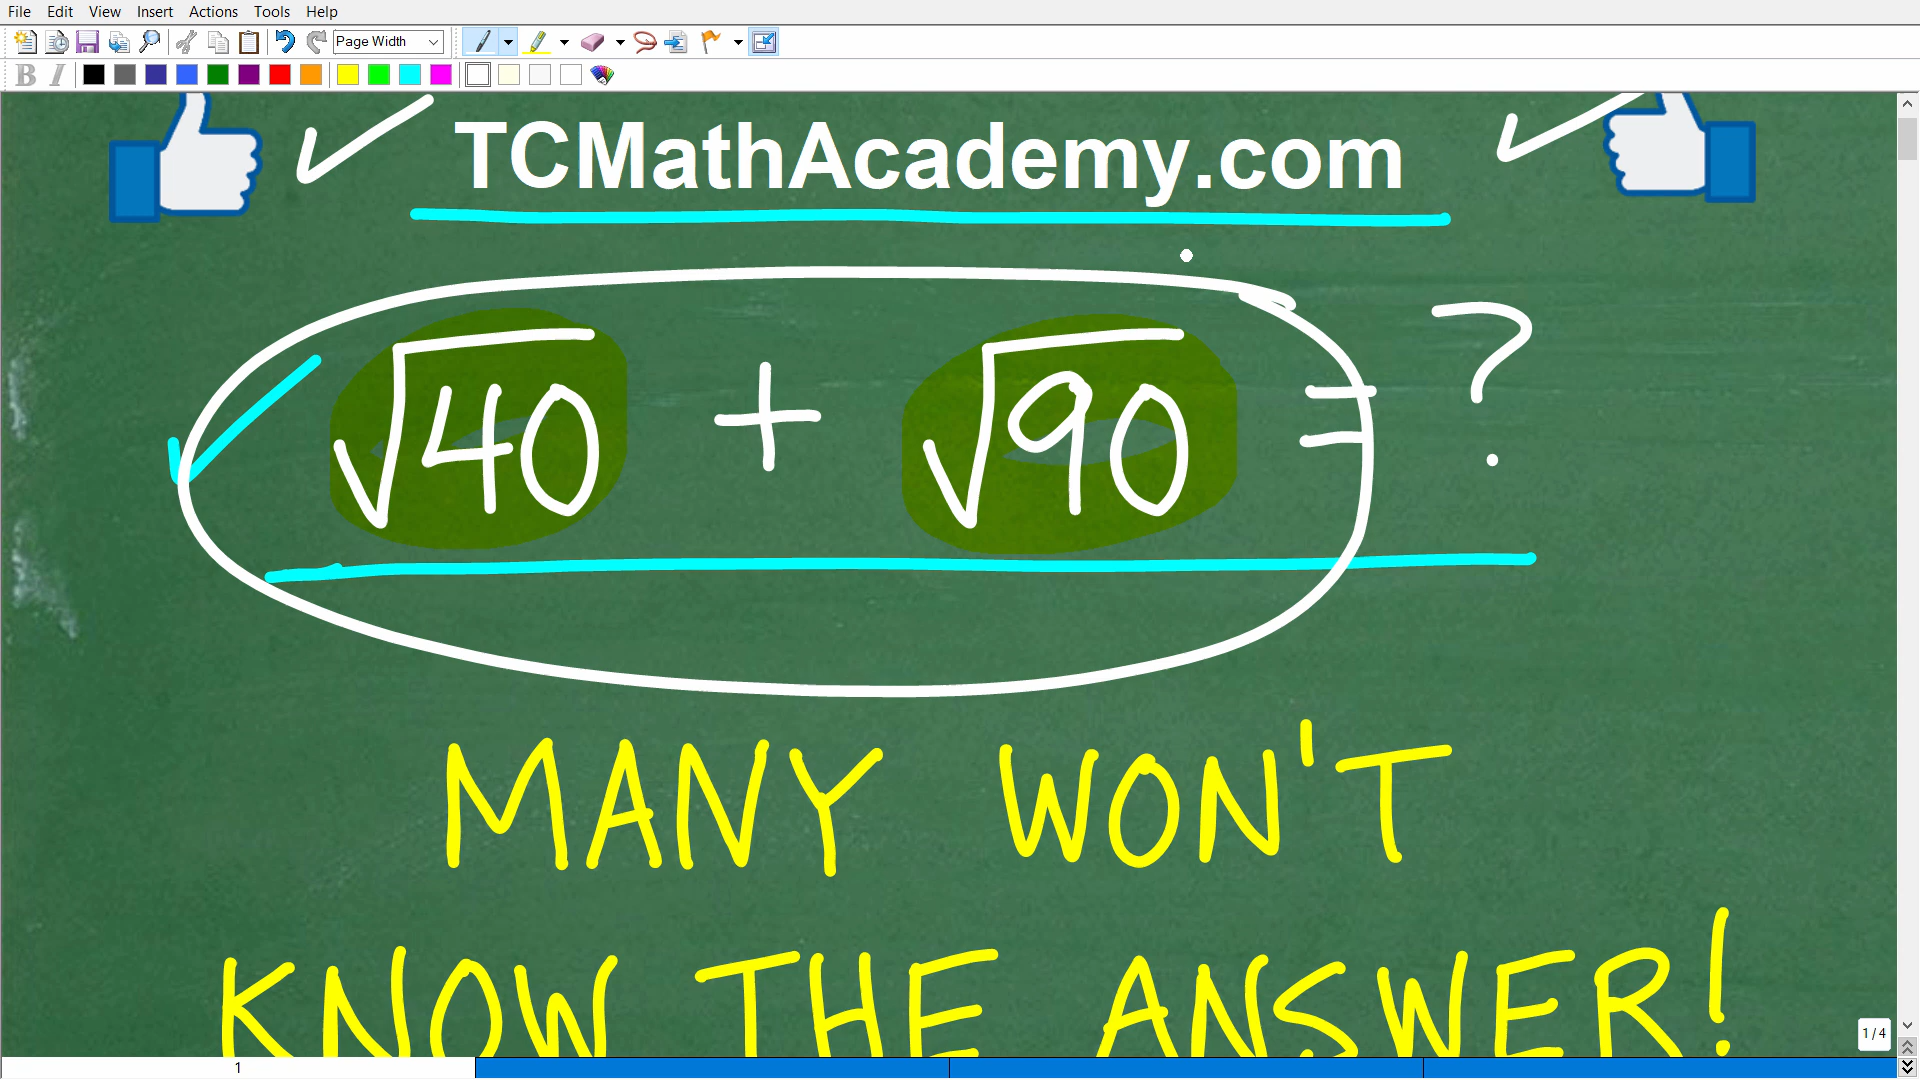 File Edit View Insert Actions Tools Help
Page Width
B I
TCMathAcademy.com
√40 + √90 = ?
MANY WON'T
KNOW THE ANSWER!
1 / 4
1